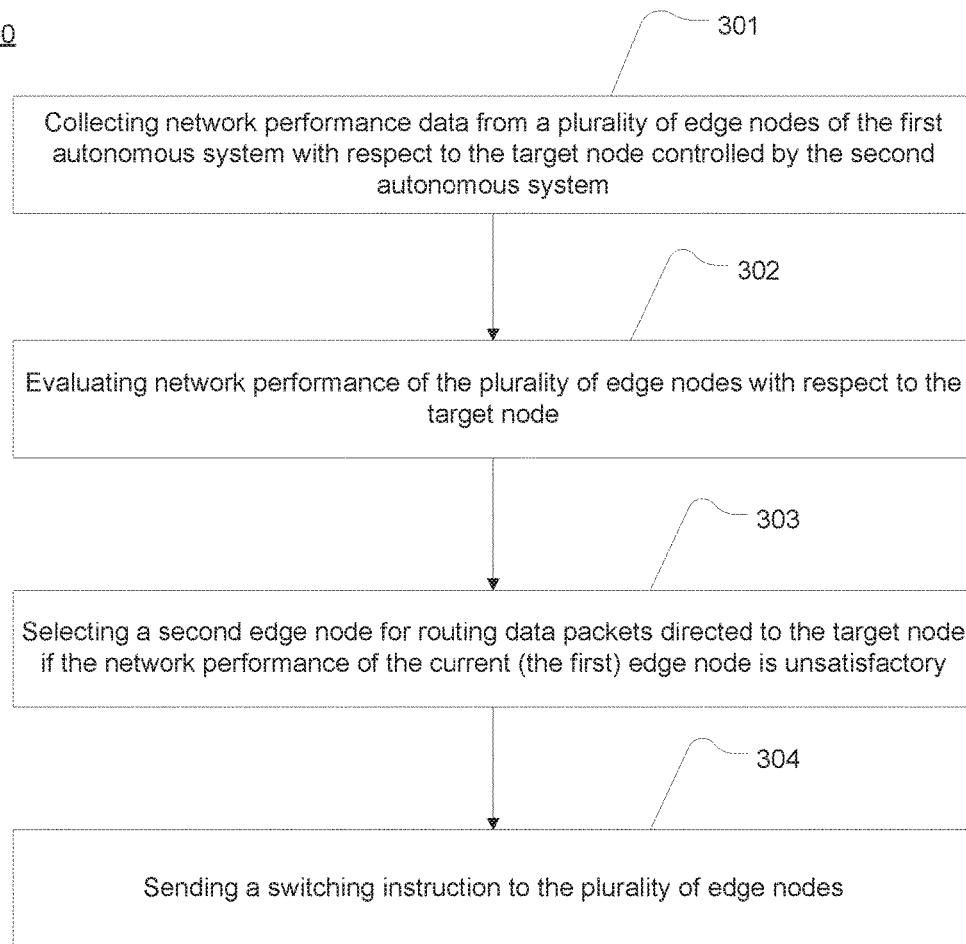 0
301
Collecting network performance data from a plurality of edge nodes of the first
autonomous system with respect to the target node controlled by the second
autonomous system
302
Evaluating network performance of the plurality of edge nodes with respect to the
target node
303
Selecting a second edge node for routing data packets directed to the target node
if the network performance of the current (the first) edge node is unsatisfactory
304
Sending a switching instruction to the plurality of edge nodes